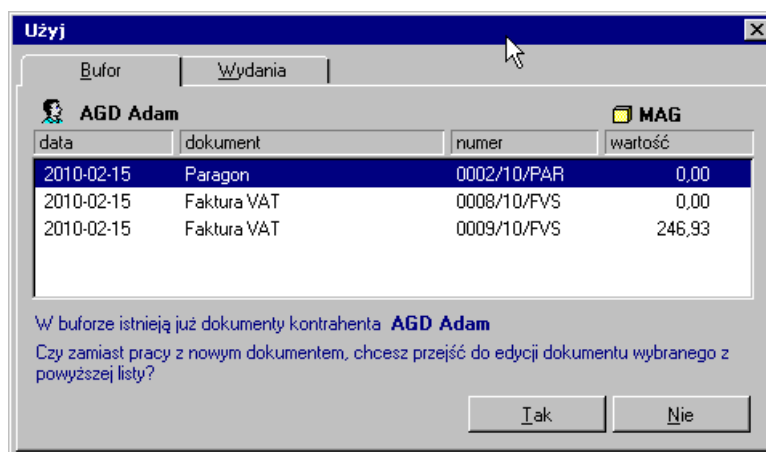 Użyj
Bufor Wydania
AGD Adam MAG
data dokument numer wartość
2010-02-15 Paragon 0002/10/PAR 0,00
2010-02-15 Faktura VAT 0008/10/FVS 0,00
2010-02-15 Faktura VAT 0009/10/FVS 246,93
W buforze istnieją już dokumenty kontrahenta AGD Adam
Czy zamiast pracy z nowym dokumentem, chcesz przejść do edycji dokumentu wybranego z
powyższej listy?
Tak Nie